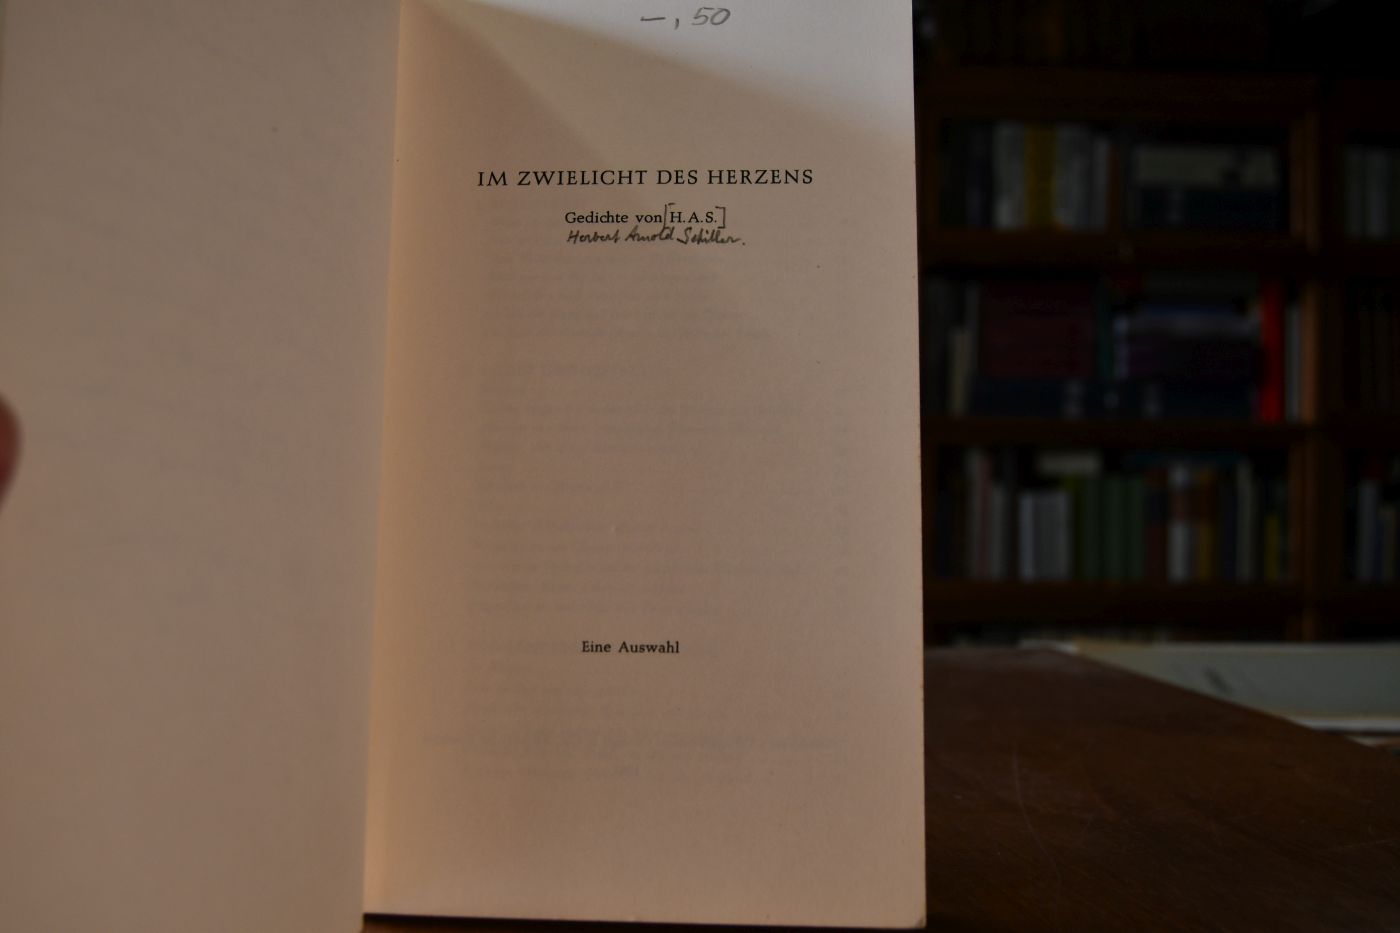 –, 50
IM ZWIELICHT DES HERZENS
Gedichte von [H.A.S.]
Herbert Arnold Schiller.
Eine Auswahl